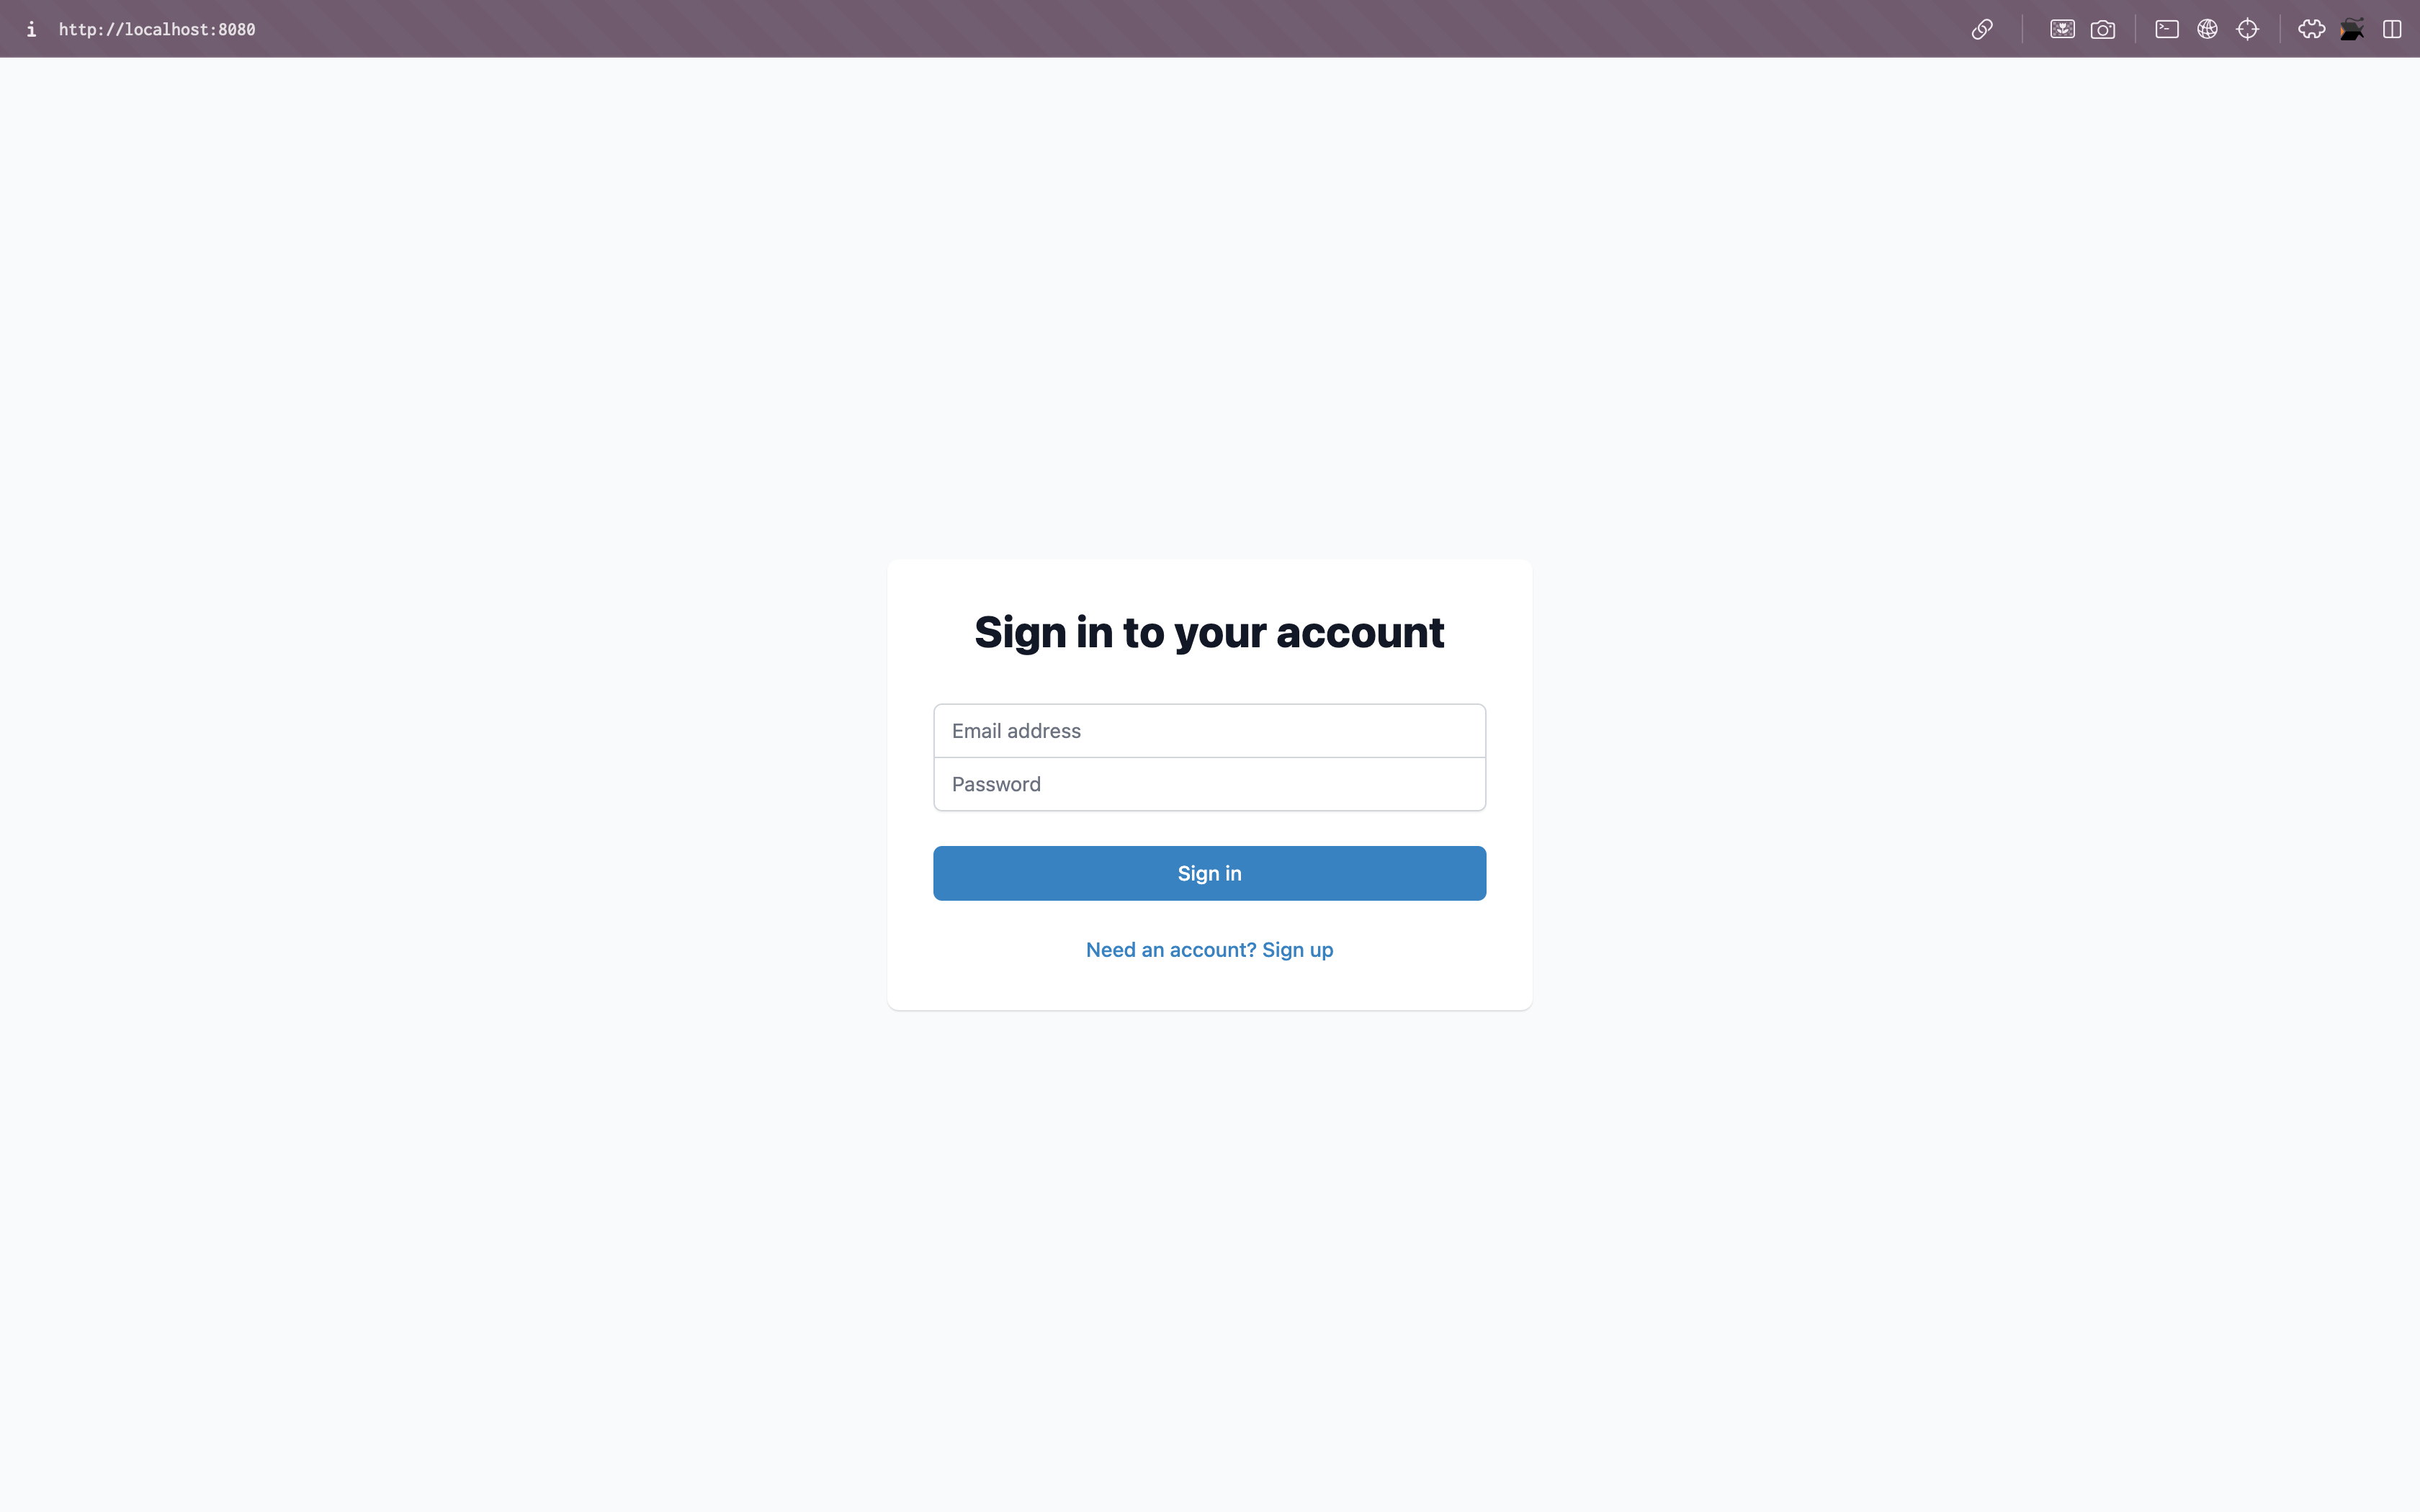 http://localhost:8080
Sign in to your account
Email address
Password
Sign in
Need an account? Sign up